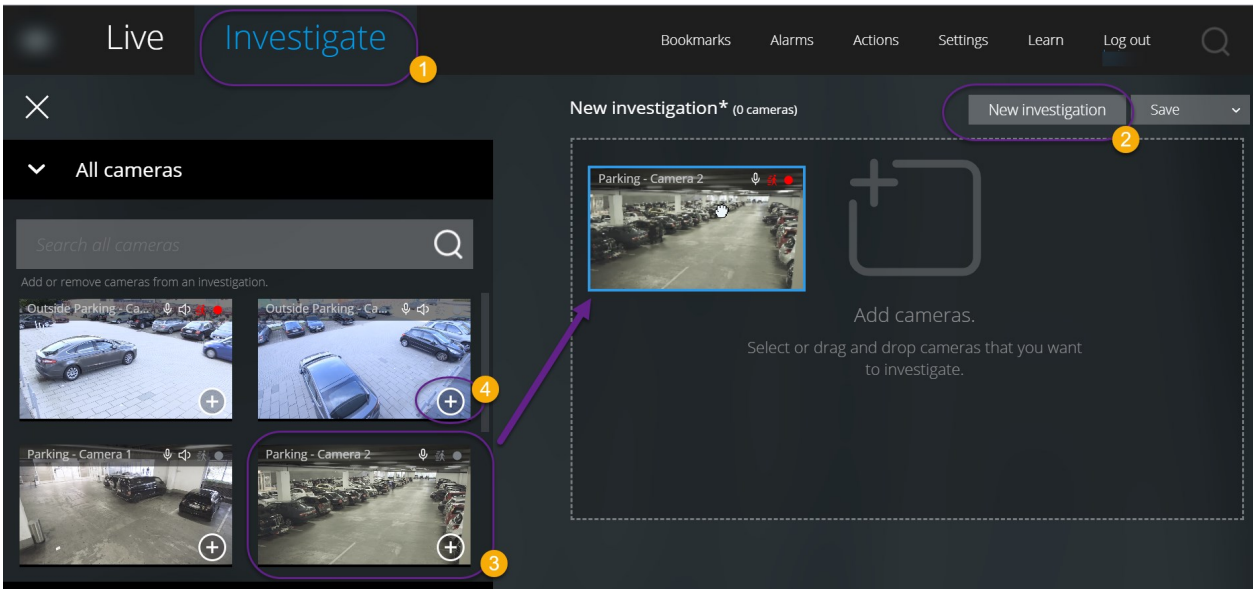 Live
Investigate
1
Bookmarks
Alarms
Actions
Settings
Learn
Log out
New investigation* (0 cameras)
New investigation
Save
2
All cameras
Search all cameras
Add or remove cameras from an investigation.
Outside Parking - Ca...
Outside Parking - Ca...
4
Parking - Camera 1
Parking - Camera 2
3
Parking - Camera 2
Add cameras.
Select or drag and drop cameras that you want
to investigate.